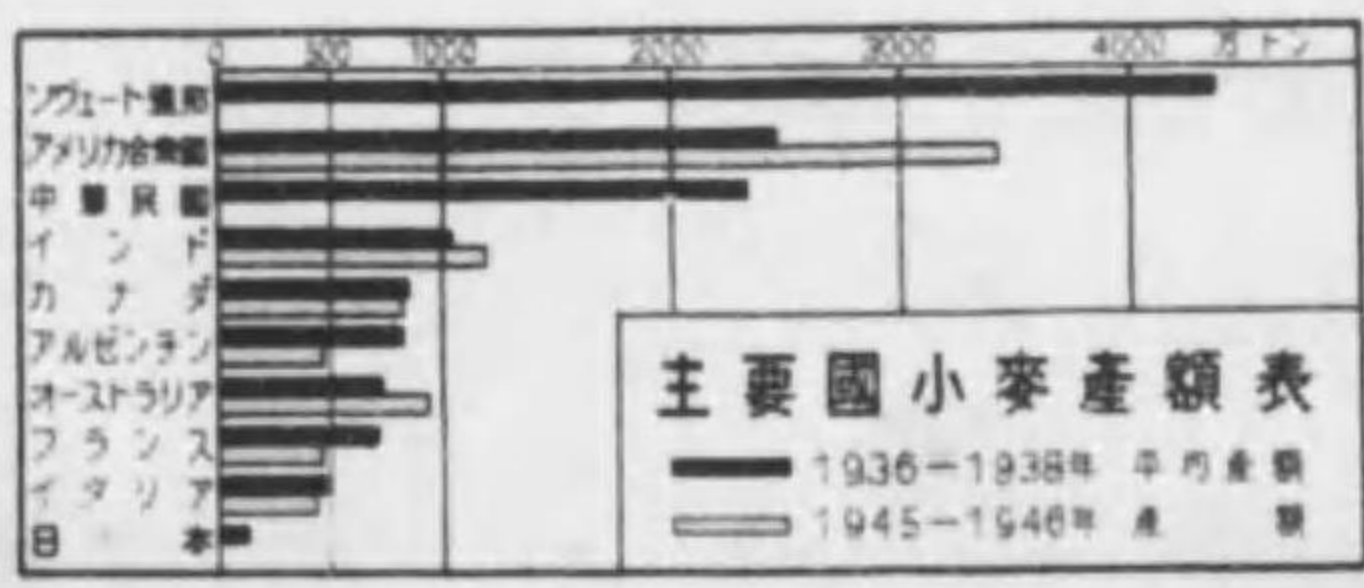 0 500 1000 2000 3000 4000 万トン
ソヴェート連邦
アメリカ合衆國
中華民國
インド
カナダ
アルゼンチン
オーストラリア
フランス
イタリア
日本
主要國小麥產額表
1936－1938年 平均產額
1945－1946年 產額